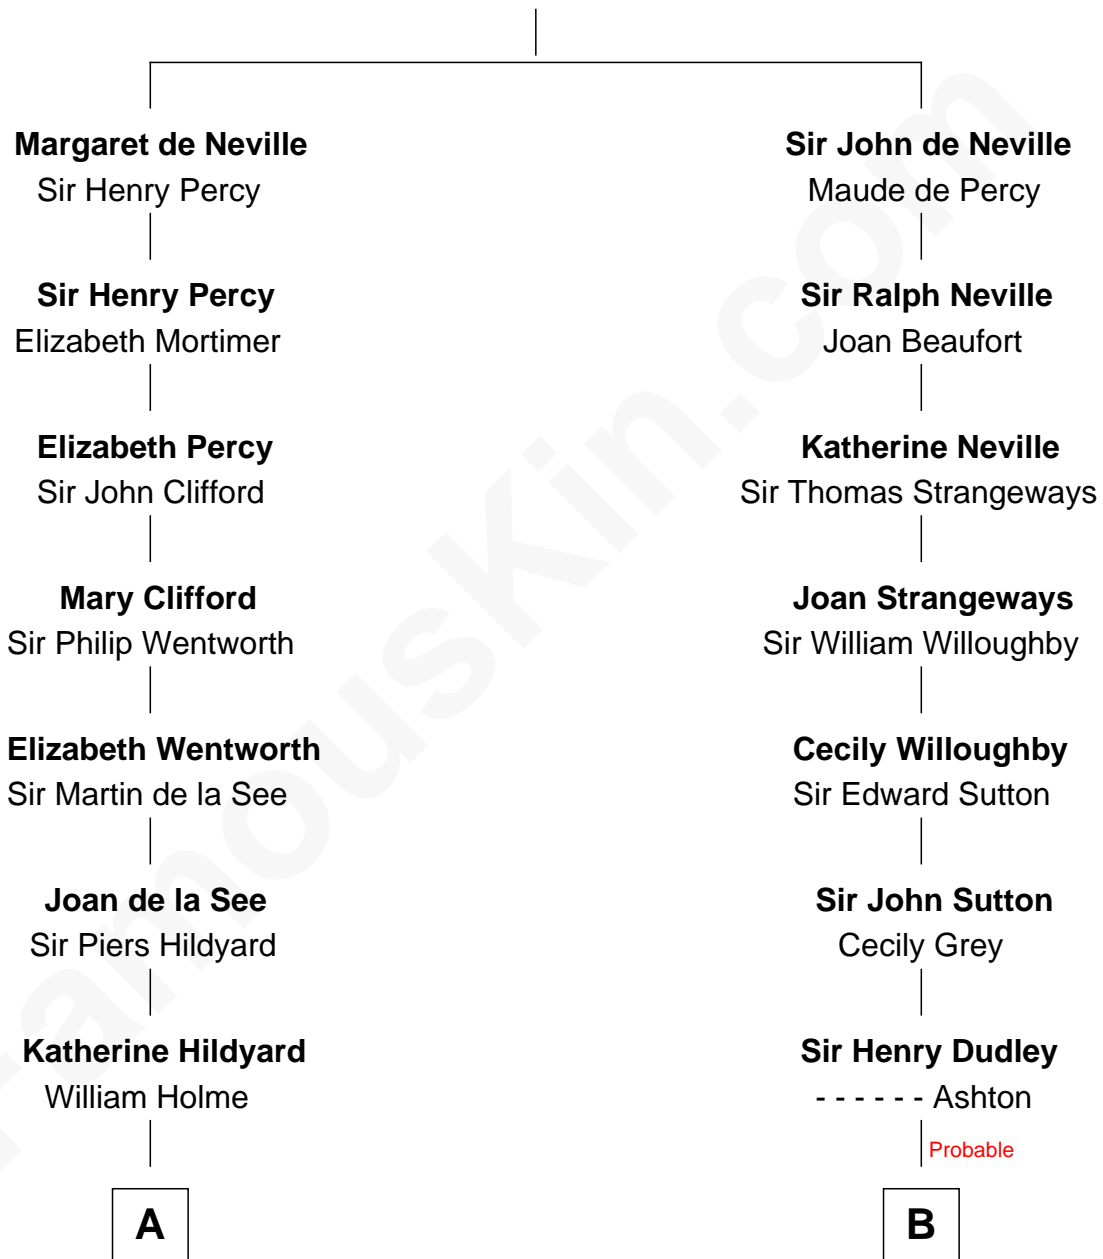 Margaret de Neville
Sir Henry Percy
Sir Henry Percy
Elizabeth Mortimer
Elizabeth Percy
Sir John Clifford
Mary Clifford
Sir Philip Wentworth
Elizabeth Wentworth
Sir Martin de la See
Joan de la See
Sir Piers Hildyard
Katherine Hildyard
William Holme
A
Sir John de Neville
Maude de Percy
Sir Ralph Neville
Joan Beaufort
Katherine Neville
Sir Thomas Strangeways
Joan Strangeways
Sir William Willoughby
Cecily Willoughby
Sir Edward Sutton
Sir John Sutton
Cecily Grey
Sir Henry Dudley
- - - - - - Ashton
Probable
B
FamousKin.com